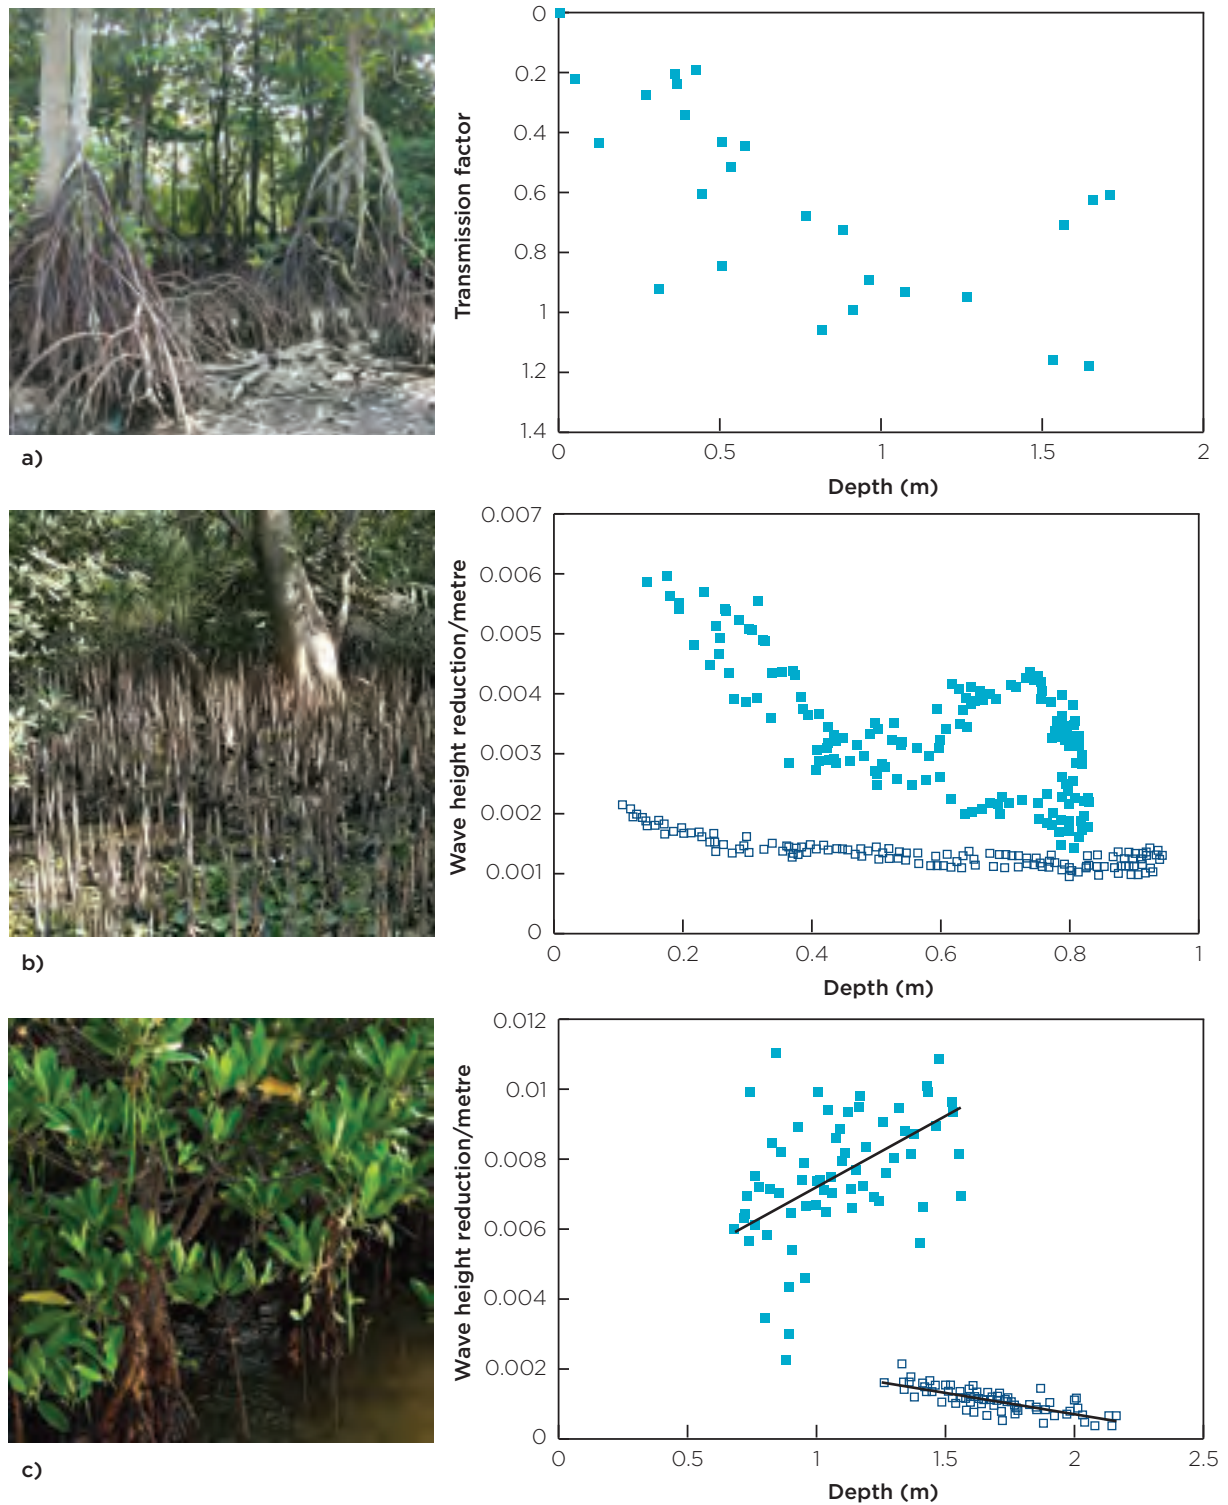 0
0.2
0.4
0.6
0.8
1
1.2
1.4
Transmission factor
0 0.5 1 1.5 2
Depth (m)
a)
0.007
0.006
0.005
0.004
0.003
0.002
0.001
0
Wave height reduction/metre
0 0.2 0.4 0.6 0.8 1
Depth (m)
b)
0.012
0.01
0.008
0.006
0.004
0.002
0
Wave height reduction/metre
0 0.5 1 1.5 2 2.5
Depth (m)
c)